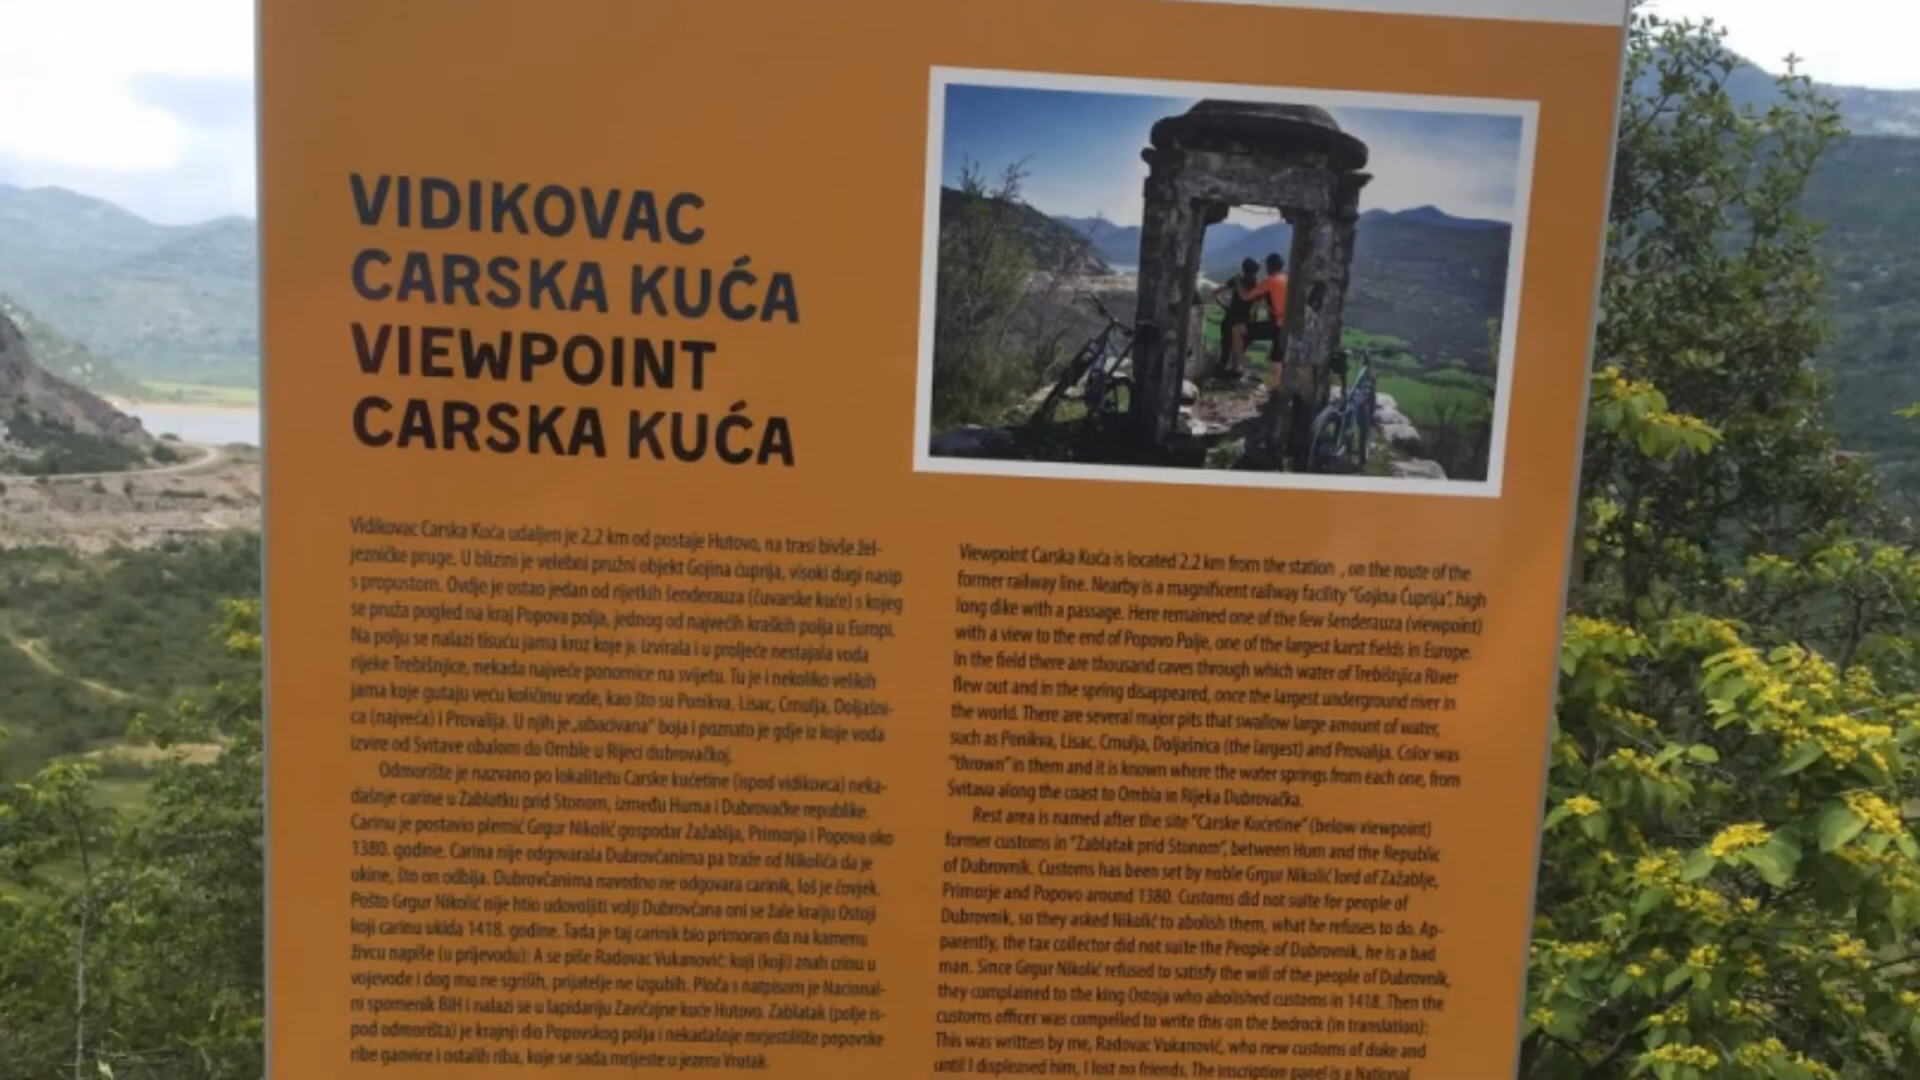 VIDIKOVAC
CARSKA KUĆA
VIEWPOINT
CARSKA KUĆA
Vidikovac Carska Kuća udaljen je 2,2 km od postaje Hutovo, na trasi bivše žel-
jezničke pruge. U blizini je velebni pružni objekt Gojina ćuprija, visoki dugi nasip
s propustom. Ovdje je ostao jedan od rijetkih šenderauza (čuvarske kuće) s kojeg
se pruža pogled na kraj Popova polja, jednog od najvećih kraških polja u Europi.
Na polju se nalazi tisuću jama kroz koje je izvirala i u proljeće nestajala voda
rijeke Trebišnjice, nekada najveće ponornice na svijetu. Tu je i nekoliko velikih
jama koje gutaju veću količinu vode, kao što su Ponikva, Lisac, Crnulja, Doljašni-
ca (najveća) i Provalija. U njih je „ubacivana“ boja i poznato je gdje iz koje voda
izvire od Svitave obalom do Omble u Rijeci dubrovačkoj.
Odmorište je nazvano po lokalitetu Carske kućetine (ispod vidikovca) neka-
dašnje carine u Zablatku prid Stonom, između Huma i Dubrovačke republike.
Carinu je postavio plemić Grgur Nikolić gospodar Zažablja, Primorja i Popova oko
1380. godine. Carina nije odgovarala Dubrovčanima pa traže od Nikolića da je
ukine, što on odbija. Dubrovčanima navodno ne odgovara carinik, loš je čovjek.
Pošto Grgur Nikolić nije htio udovoljiti volji Dubrovčana oni se žale kralju Ostoji
koji carinu ukida 1418. godine. Tada je taj carinik bio primoran da na kamenu
živcu napiše (u prijevodu): A se piše Radovac Vukanović: kuji (koji) znah crinu u
vojevode i dog mu ne sgriših, prijatelje ne izgubih. Ploča s natpisom je Nacional-
ni spomenik BiH i nalazi se u lapidariju Zavičajne kuće Hutovo. Zablatak (polje is-
pod odmorišta) je krajnji dio Popovskog polja i nekadašnje mrjestilište popovske
ribe gaovice i ostalih riba, koje se sada mrijeste u jezeru Vrutak.
Viewpoint Carska Kuća is located 2.2 km from the station , on the route of the
former railway line. Nearby is a magnificent railway facility "Gojina Ćuprija", high
long dike with a passage. Here remained one of the few šenderauza (viewpoint)
with a view to the end of Popovo Polje, one of the largest karst fields in Europe.
In the field there are thousand caves through which water of Trebišnjica River
flew out and in the spring disappeared, once the largest underground river in
the world. There are several major pits that swallow large amount of water,
such as Ponikva, Lisac, Crnulja, Doljašnica (the largest) and Provalija. Color was
"thrown" in them and it is known where the water springs from each one, from
Svitava along the coast to Ombla in Rijeka Dubrovačka.
Rest area is named after the site "Carske Kućetine" (below viewpoint)
former customs in "Zablatak prid Stonom", between Hum and the Republic
of Dubrovnik. Customs has been set by noble Grgur Nikolić lord of Zažablje,
Primorje and Popovo around 1380. Customs did not suite for people of
Dubrovnik, so they asked Nikolić to abolish them, what he refuses to do. Ap-
parently, the tax collector did not suite the People of Dubrovnik, he is a bad
man. Since Grgur Nikolić refused to satisfy the will of the people of Dubrovnik,
they complained to the king Ostoja who abolished customs in 1418. Then the
customs officer was compelled to write this on the bedrock (in translation):
This was written by me, Radovac Vukanović, who new customs of duke and
until I displeased him, I lost no friends. The inscription panel is a National